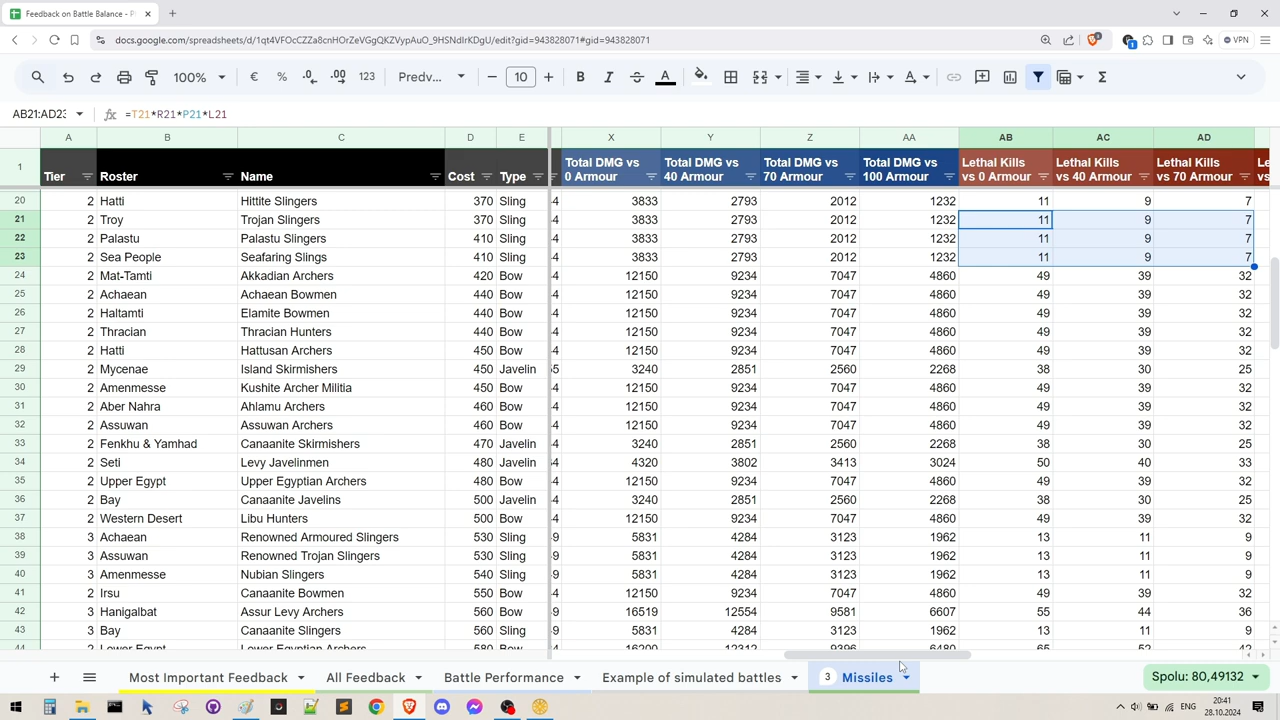 Feedback on Battle Balance - P
docs.google.com/spreadsheets/d/1qt4VFOcCZZa8cnHOrZeVGgQKZVypAuO_9HSNdIrKDgU/edit?gid=943828071#gid=943828071
VPN
100% € % .0 .00 123 Predv... 10 B I A
AB21:AD23 fx =T21*R21*P21*L21
A B C D E X Y Z AA AB AC AD
1 Tier Roster Name Cost Type Total DMG vs 0 Armour Total DMG vs 40 Armour Total DMG vs 70 Armour Total DMG vs 100 Armour Lethal Kills vs 0 Armour Lethal Kills vs 40 Armour Lethal Kills vs 70 Armour
20 2 Hatti Hittite Slingers 370 Sling 4 3833 2793 2012 1232 11 9 7
21 2 Troy Trojan Slingers 370 Sling 4 3833 2793 2012 1232 11 9 7
22 2 Palastu Palastu Slingers 410 Sling 4 3833 2793 2012 1232 11 9 7
23 2 Sea People Seafaring Slings 410 Sling 4 3833 2793 2012 1232 11 9 7
24 2 Mat-Tamti Akkadian Archers 420 Bow 4 12150 9234 7047 4860 49 39 32
25 2 Achaean Achaean Bowmen 440 Bow 4 12150 9234 7047 4860 49 39 32
26 2 Haltamti Elamite Bowmen 440 Bow 4 12150 9234 7047 4860 49 39 32
27 2 Thracian Thracian Hunters 440 Bow 4 12150 9234 7047 4860 49 39 32
28 2 Hatti Hattusan Archers 450 Bow 4 12150 9234 7047 4860 49 39 32
29 2 Mycenae Island Skirmishers 450 Javelin 5 3240 2851 2560 2268 38 30 25
30 2 Amenmesse Kushite Archer Militia 450 Bow 4 12150 9234 7047 4860 49 39 32
31 2 Aber Nahra Ahlamu Archers 460 Bow 4 12150 9234 7047 4860 49 39 32
32 2 Assuwan Assuwan Archers 460 Bow 4 12150 9234 7047 4860 49 39 32
33 2 Fenkhu & Yamhad Canaanite Skirmishers 470 Javelin 4 3240 2851 2560 2268 38 30 25
34 2 Seti Levy Javelinmen 480 Javelin 4 4320 3802 3413 3024 50 40 33
35 2 Upper Egypt Upper Egyptian Archers 480 Bow 4 12150 9234 7047 4860 49 39 32
36 2 Bay Canaanite Javelins 500 Javelin 4 3240 2851 2560 2268 38 30 25
37 2 Western Desert Libu Hunters 500 Bow 4 12150 9234 7047 4860 49 39 32
38 3 Achaean Renowned Armoured Slingers 530 Sling 9 5831 4284 3123 1962 13 11 9
39 3 Assuwan Renowned Trojan Slingers 530 Sling 9 5831 4284 3123 1962 13 11 9
40 3 Amenmesse Nubian Slingers 540 Sling 9 5831 4284 3123 1962 13 11 9
41 2 Irsu Canaanite Bowmen 550 Bow 4 12150 9234 7047 4860 49 39 32
42 3 Hanigalbat Assur Levy Archers 560 Bow 9 16519 12554 9581 6607 55 44 36
43 3 Bay Canaanite Slingers 560 Sling 9 5831 4284 3123 1962 13 11 9
44 2 Lower Egypt Lower Egyptian Archers 580 Bow 4 16200 12312 9396 6480 65 52 42
Most Important Feedback All Feedback Battle Performance Example of simulated battles 3 Missiles Spolu: 80,49132
ENG 20:41
28.10.2024